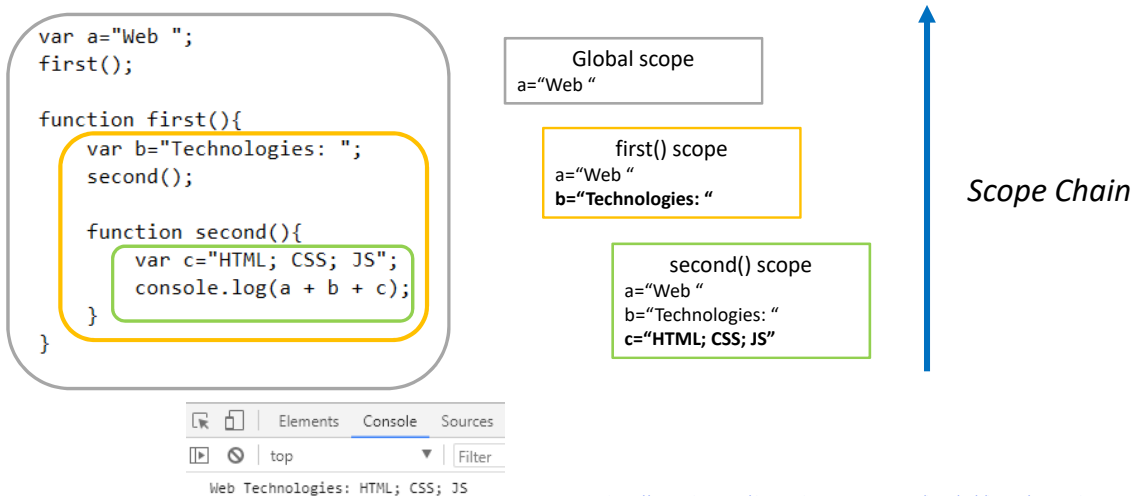 var a="Web ";
first();
function first(){
var b="Technologies: ";
second();
function second(){
var c="HTML; CSS; JS";
console.log(a + b + c);
}
}
Global scope
a=“Web “
first() scope
a=“Web “
b=“Technologies: “
second() scope
a=“Web “
b=“Technologies: “
c=“HTML; CSS; JS”
Scope Chain
Elements Console Sources
top Filter
Web Technologies: HTML; CSS; JS